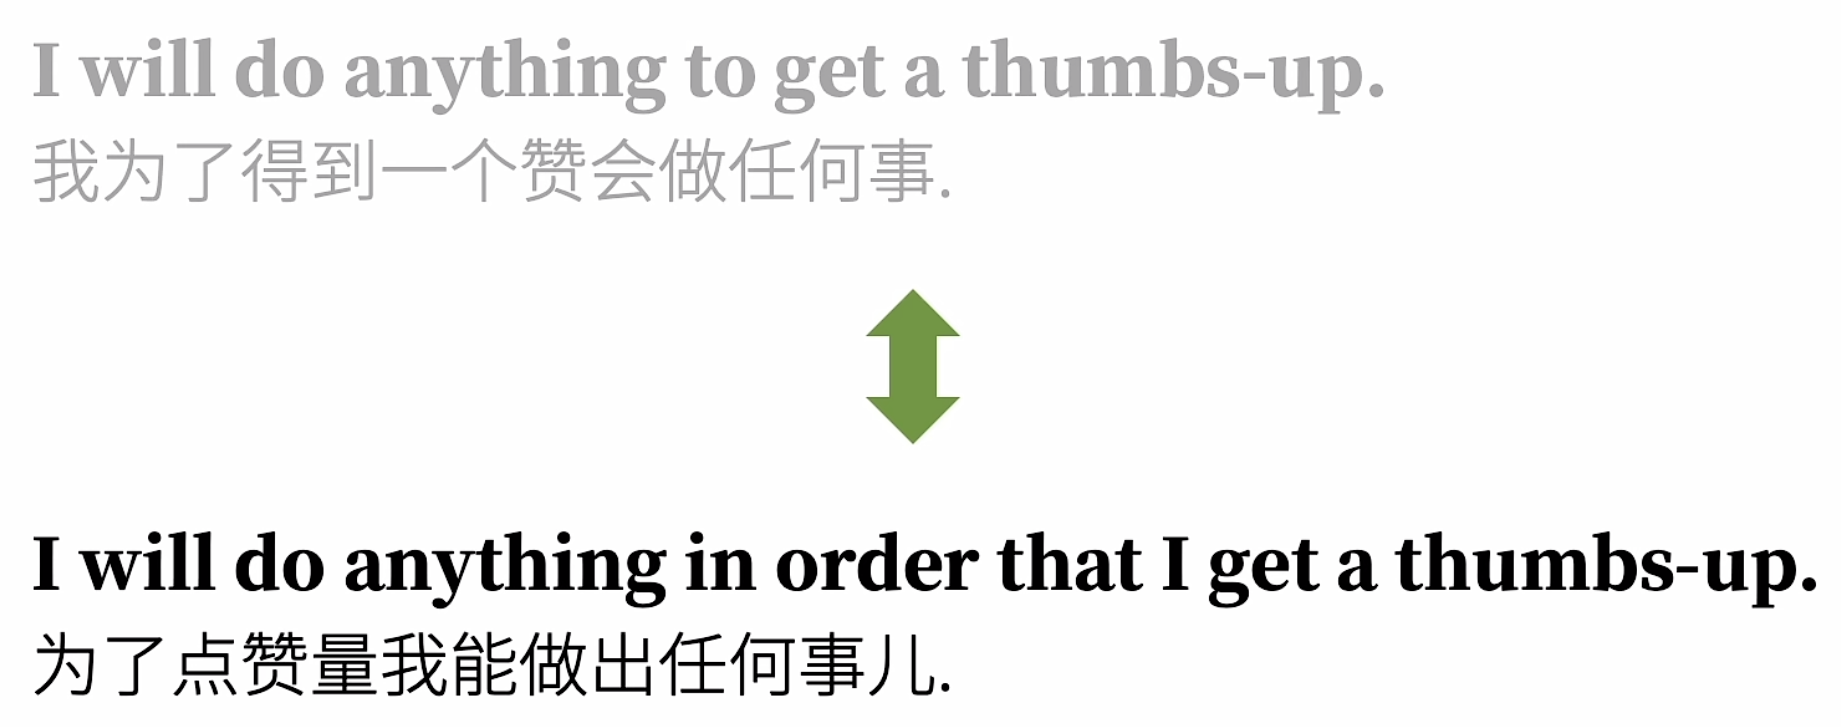 I will do anything to get a thumbs-up.
我为了得到一个赞会做任何事.
I will do anything in order that I get a thumbs-up.
为了点赞量我能做出任何事儿.